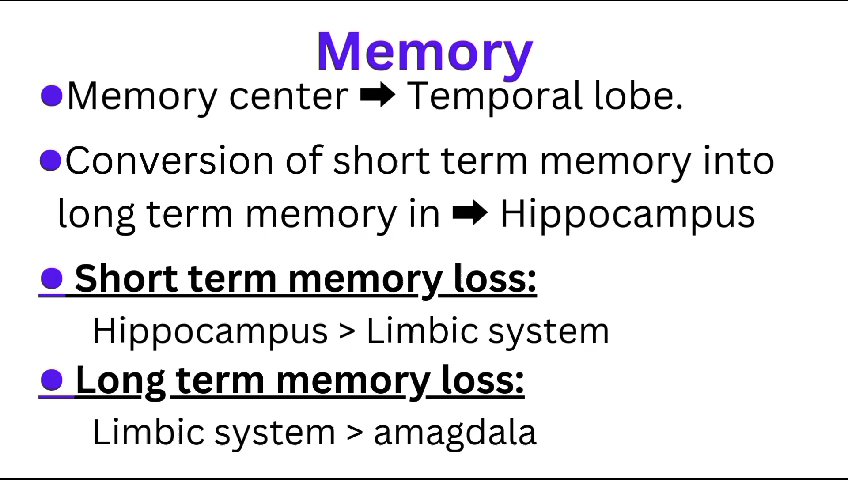 Memory
●Memory center ➡ Temporal lobe.
●Conversion of short term memory into
long term memory in ➡ Hippocampus
● Short term memory loss:
Hippocampus > Limbic system
● Long term memory loss:
Limbic system > amagdala